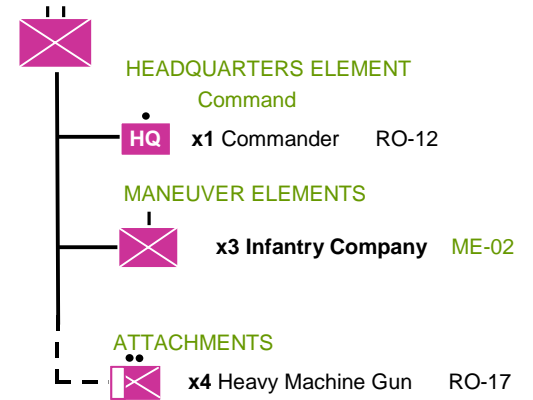 HEADQUARTERS ELEMENT
Command
HQ x1 Commander RO-12
MANEUVER ELEMENTS
x3 Infantry Company ME-02
ATTACHMENTS
x4 Heavy Machine Gun RO-17